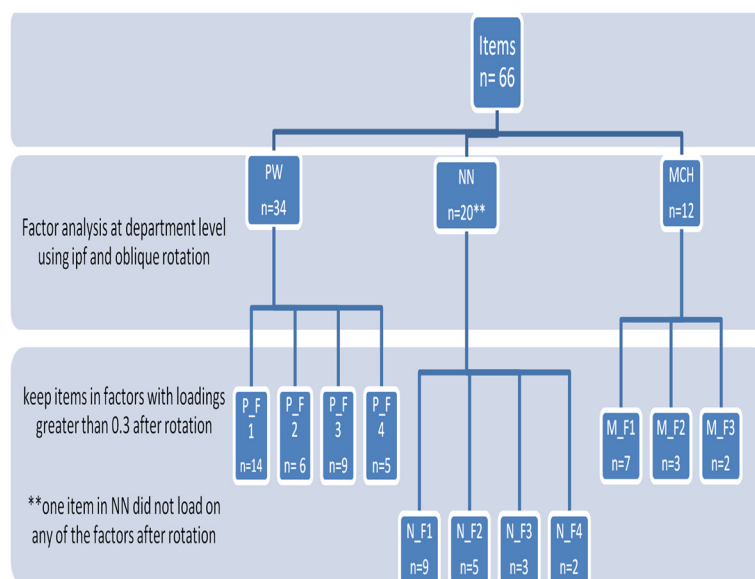 Items
n= 66
Factor analysis at department level
using ipf and oblique rotation
PW
n=34
NN
n=20**
MCH
n=12
keep items in factors with loadings
greater than 0.3 after rotation
P_F
1
n=14
P_F
2
n= 6
P_F
3
n=9
P_F
4
n=5
M_F1
n=7
M_F2
n=3
M_F3
n=2
**one item in NN did not load on
any of the factors after rotation
N_F1
n=9
N_F2
n=5
N_F3
n=3
N_F4
n=2